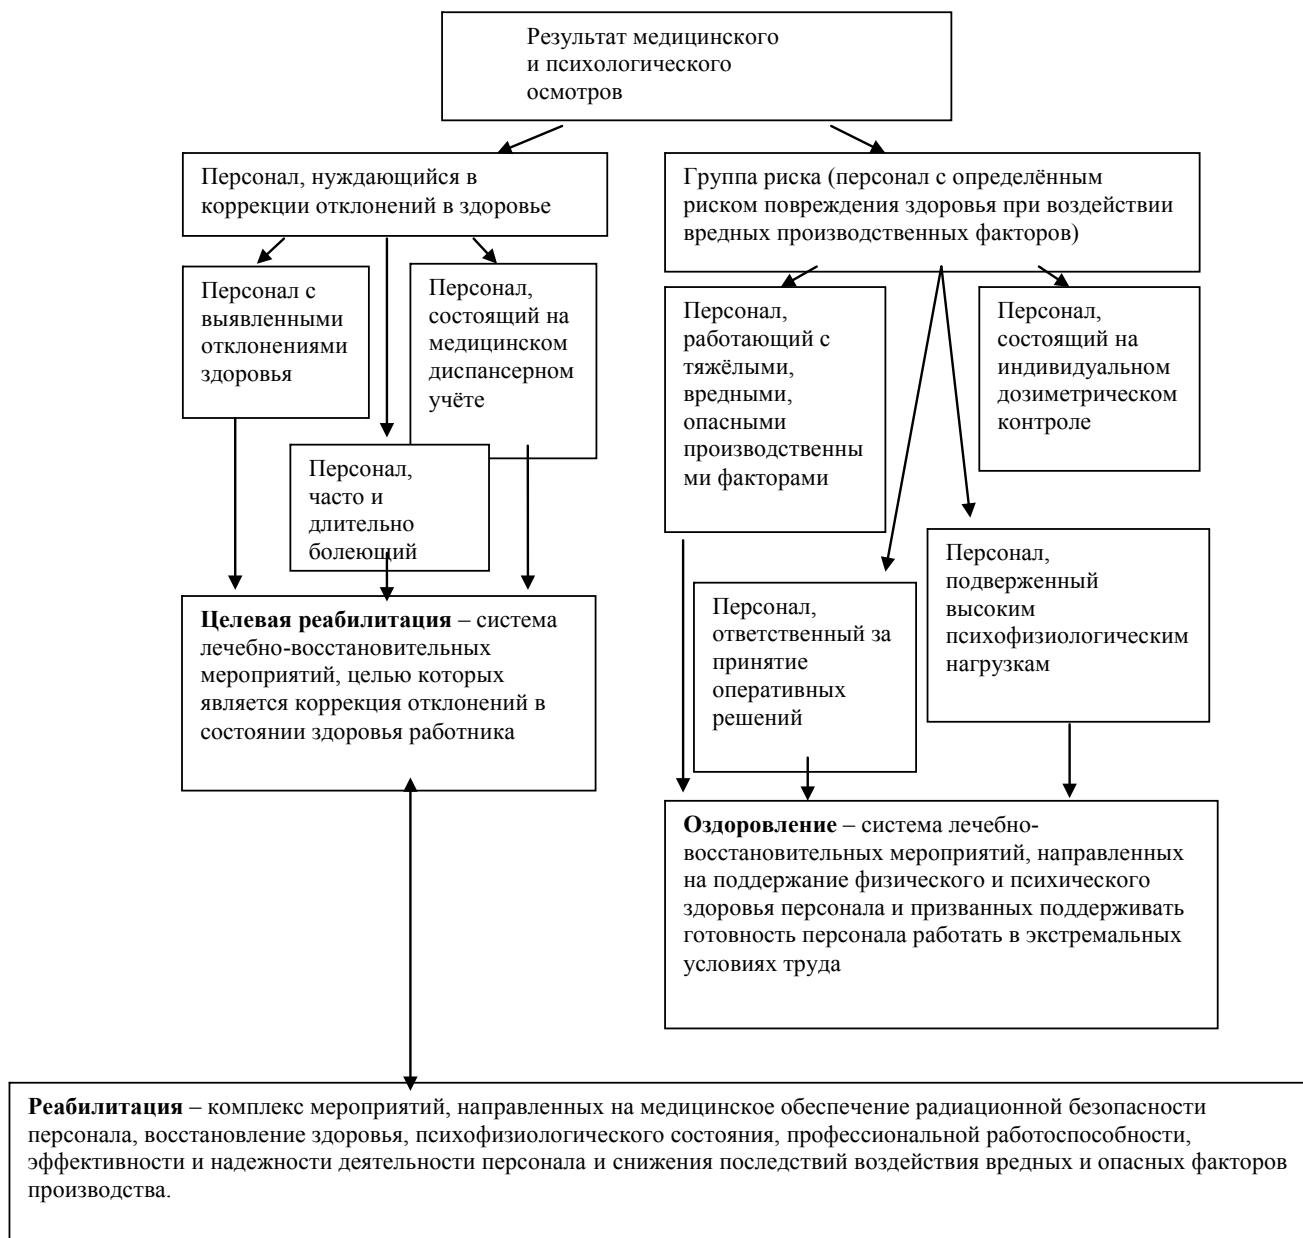 Результат медицинского
и психологического
осмотров
Персонал, нуждающийся в
коррекции отклонений в здоровье
Группа риска (персонал с определённым
риском повреждения здоровья при воздействии
вредных производственных факторов)
Персонал с
выявленными
отклонениями
здоровья
Персонал,
состоящий на
медицинском
диспансерном
учёте
Персонал,
часто и
длительно
болеющий
Персонал,
работающий с
тяжёлыми,
вредными,
опасными
производственны
ми факторами
Персонал,
состоящий на
индивидуальном
дозиметрическом
контроле
Персонал,
ответственный за
принятие
оперативных
решений
Персонал,
подверженный
высоким
психофизиологическим
нагрузкам
Целевая реабилитация – система
лечебно-восстановительных
мероприятий, целью которых
является коррекция отклонений в
состоянии здоровья работника
Оздоровление – система лечебно-
восстановительных мероприятий, направленных
на поддержание физического и психического
здоровья персонала и призванных поддерживать
готовность персонала работать в экстремальных
условиях труда
Реабилитация – комплекс мероприятий, направленных на медицинское обеспечение радиационной безопасности
персонала, восстановление здоровья, психофизиологического состояния, профессиональной работоспособности,
эффективности и надежности деятельности персонала и снижения последствий воздействия вредных и опасных факторов
производства.